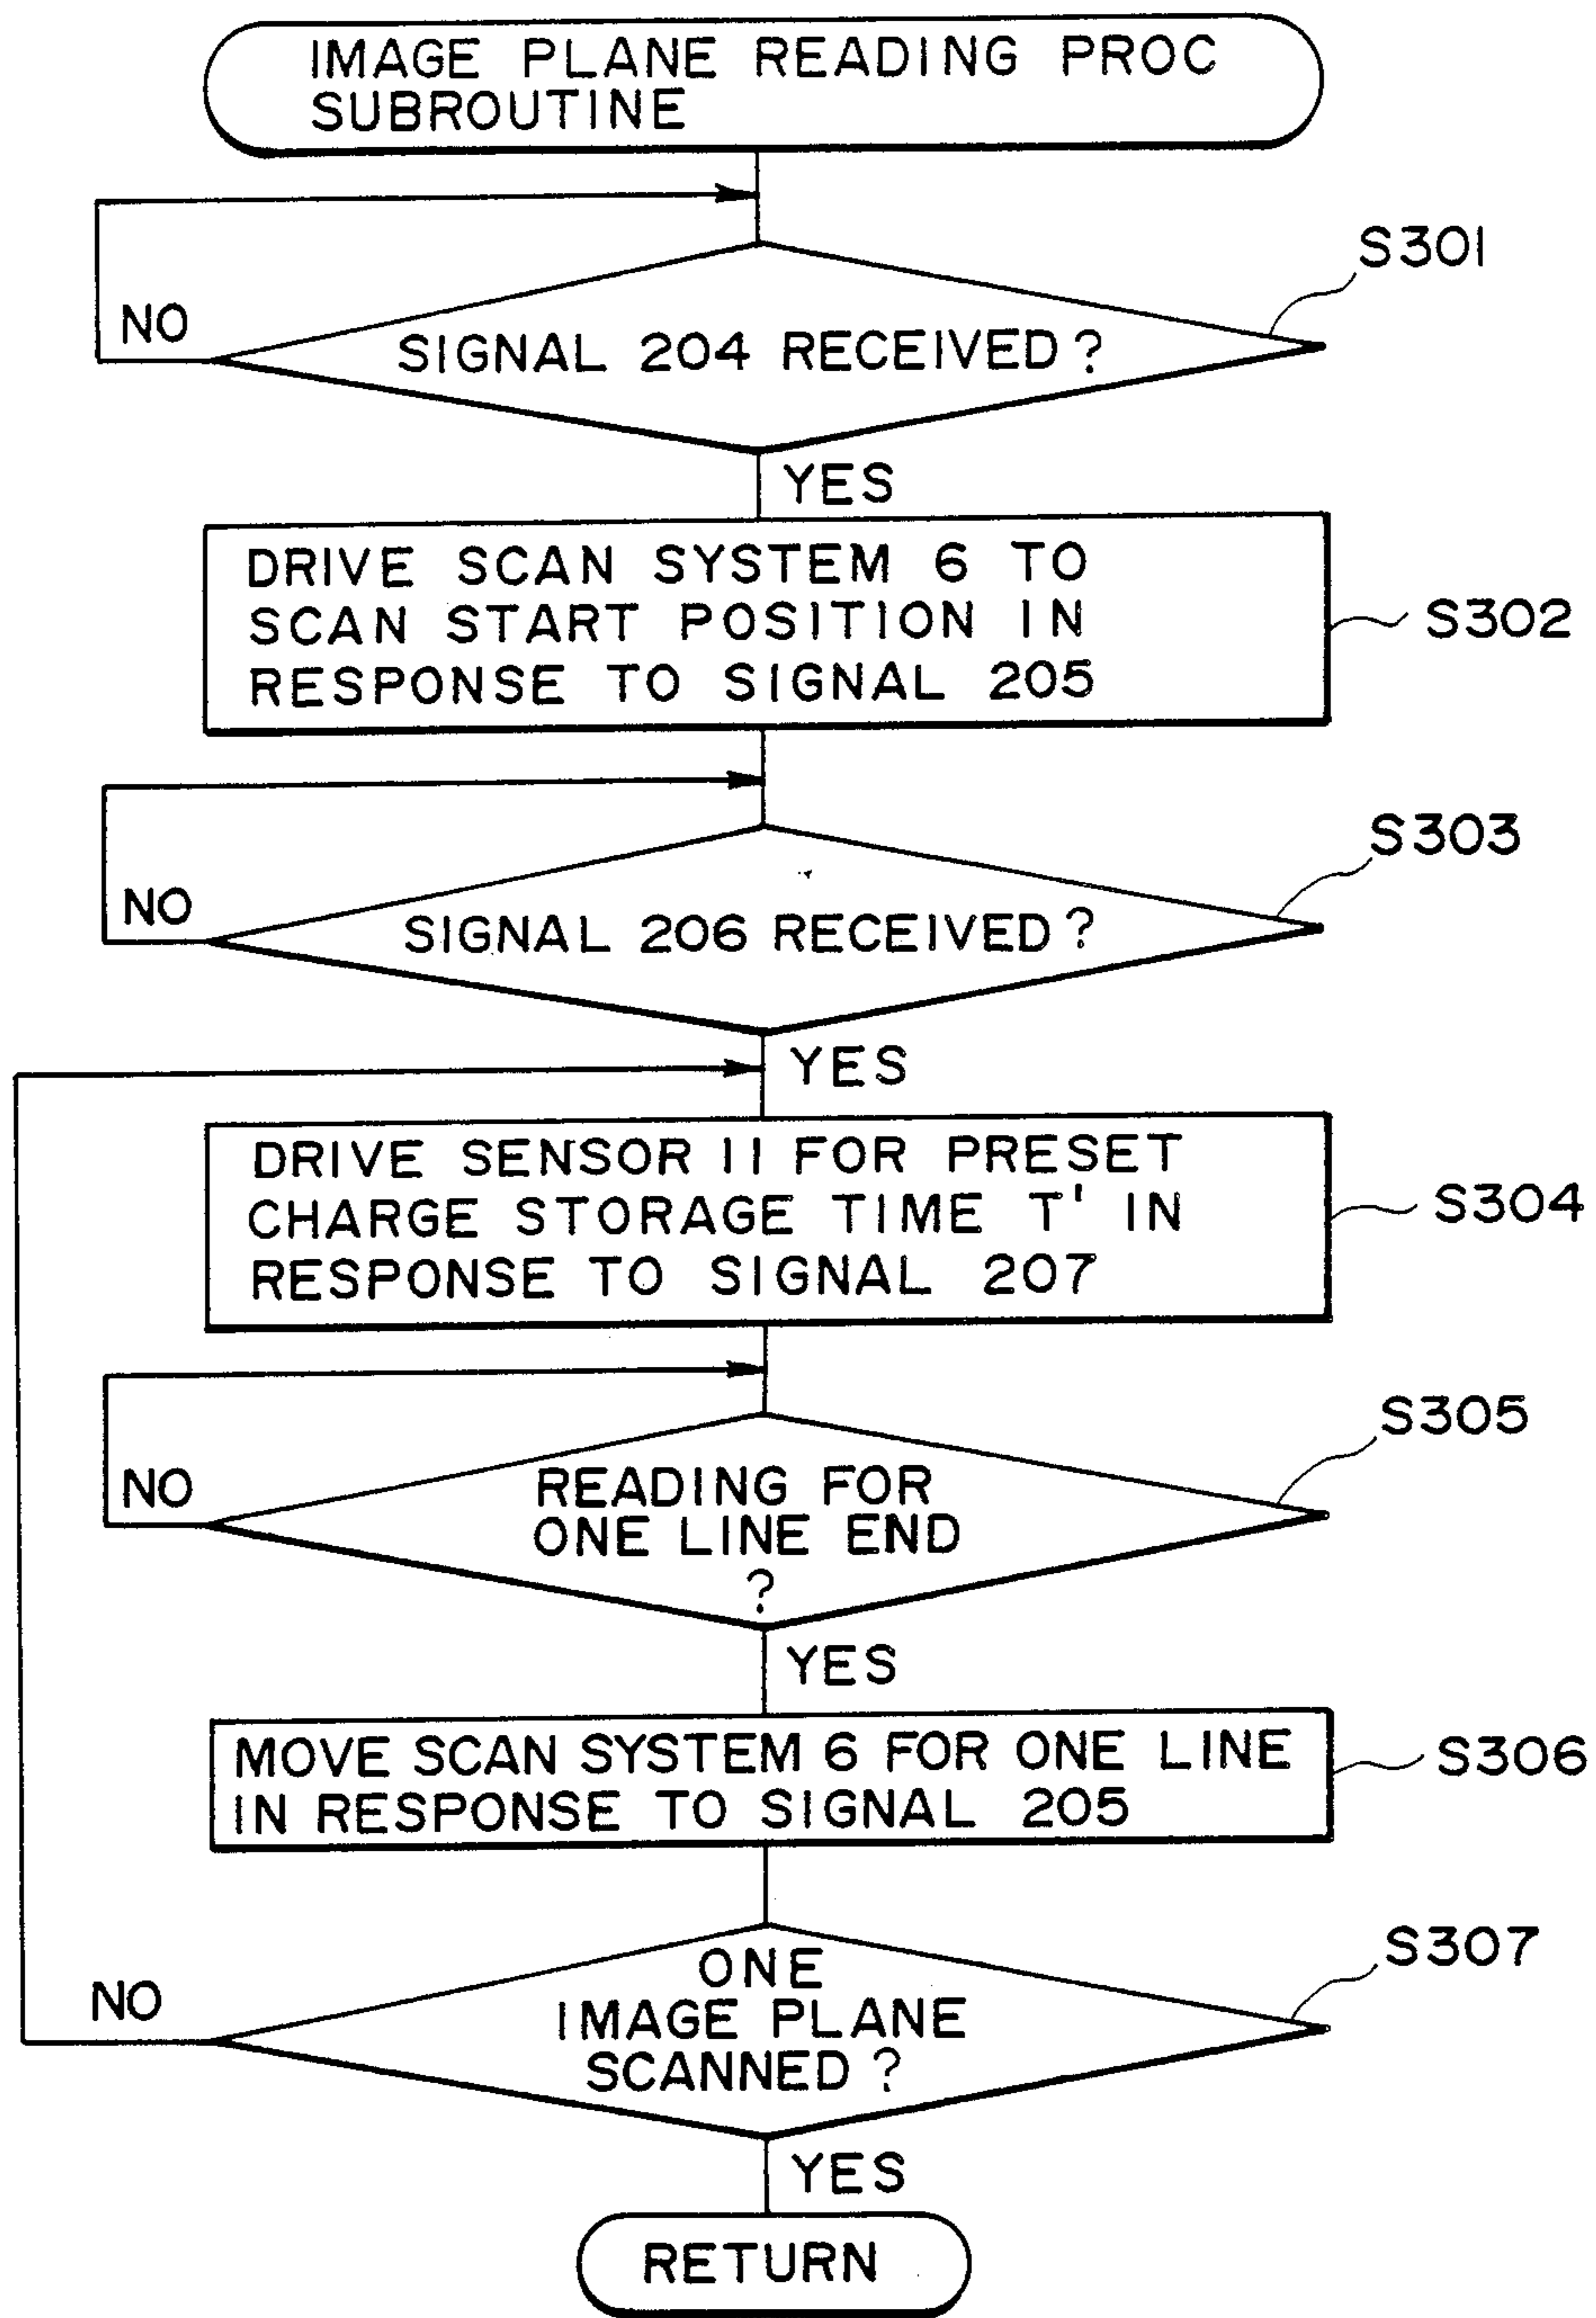 IMAGE PLANE READING PROC
SUBROUTINE
S301
NO
SIGNAL 204 RECEIVED?
YES
DRIVE SCAN SYSTEM 6 TO
SCAN START POSITION IN
RESPONSE TO SIGNAL 205
S302
S303
NO
SIGNAL 206 RECEIVED?
YES
DRIVE SENSOR 11 FOR PRESET
CHARGE STORAGE TIME T' IN
RESPONSE TO SIGNAL 207
S304
S305
NO
READING FOR
ONE LINE END
?
YES
MOVE SCAN SYSTEM 6 FOR ONE LINE
IN RESPONSE TO SIGNAL 205
S306
S307
NO
ONE
IMAGE PLANE
SCANNED?
YES
RETURN